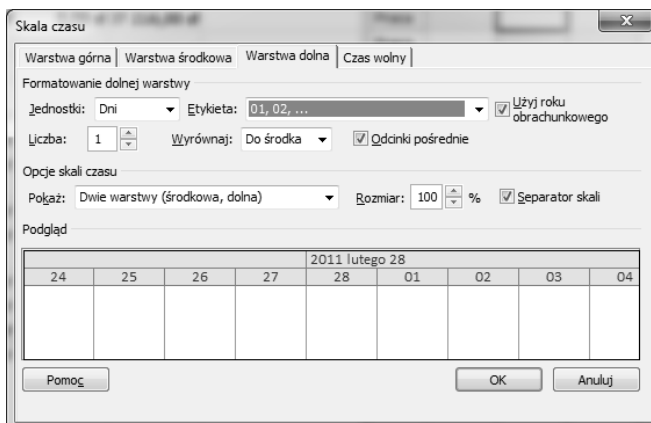 Skala czasu
Warstwa górna Warstwa środkowa Warstwa dolna Czas wolny
Formatowanie dolnej warstwy
Jednostki: Dni Etykieta: 01, 02, ... Użyj roku obrachunkowego
Liczba: 1 Wyrównaj: Do środka Odcinki pośrednie
Opcje skali czasu
Pokaż: Dwie warstwy (środkowa, dolna) Rozmiar: 100 % Separator skali
Podgląd
2011 lutego 28
24 25 26 27 28 01 02 03 04
Pomoc OK Anuluj